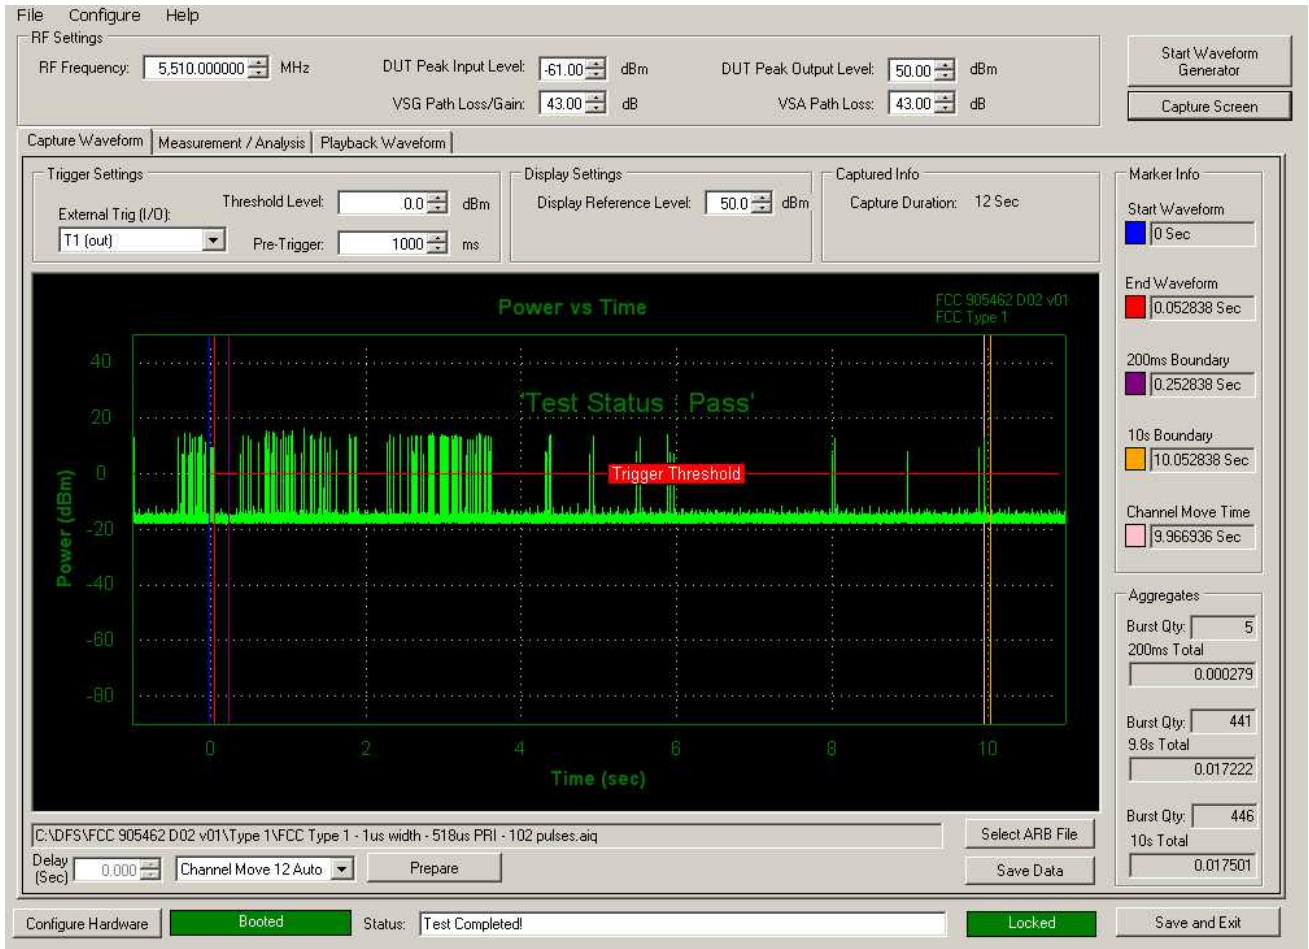 File Configure Help
RF Settings
RF Frequency: 5,510.000000 MHz
DUT Peak Input Level: -61.00 dBm
DUT Peak Output Level: 50.00 dBm
VSG Path Loss/Gain: 43.00 dB
VSA Path Loss: 43.00 dB
Start Waveform
Generator
Capture Screen
Capture Waveform Measurement / Analysis Playback Waveform
Trigger Settings
External Trig (I/O):
T1 (out)
Threshold Level: 0.0 dBm
Pre-Trigger: 1000 ms
Display Settings
Display Reference Level: 50.0 dBm
Captured Info
Capture Duration: 12 Sec
Marker Info
Start Waveform
0 Sec
End Waveform
0.052838 Sec
200ms Boundary
0.252838 Sec
10s Boundary
10.052838 Sec
Channel Move Time
9.966936 Sec
Power vs Time
FCC 905462 D02 v01
FCC Type 1
'Test Status : Pass'
Trigger Threshold
Power (dBm)
40
20
0
-20
-40
-60
-80
0 2 4 6 8 10
Time (sec)
Aggregates
Burst Qty: 5
200ms Total
0.000279
Burst Qty: 441
9.8s Total
0.017222
Burst Qty: 446
10s Total
0.017501
C:\DFS\FCC 905462 D02 v01\Type 1\FCC Type 1 - 1us width - 518us PRI - 102 pulses.aiq
Select ARB File
Delay
(Sec) 0.000 Channel Move 12 Auto Prepare
Save Data
Configure Hardware Booted Status: Test Completed! Locked Save and Exit